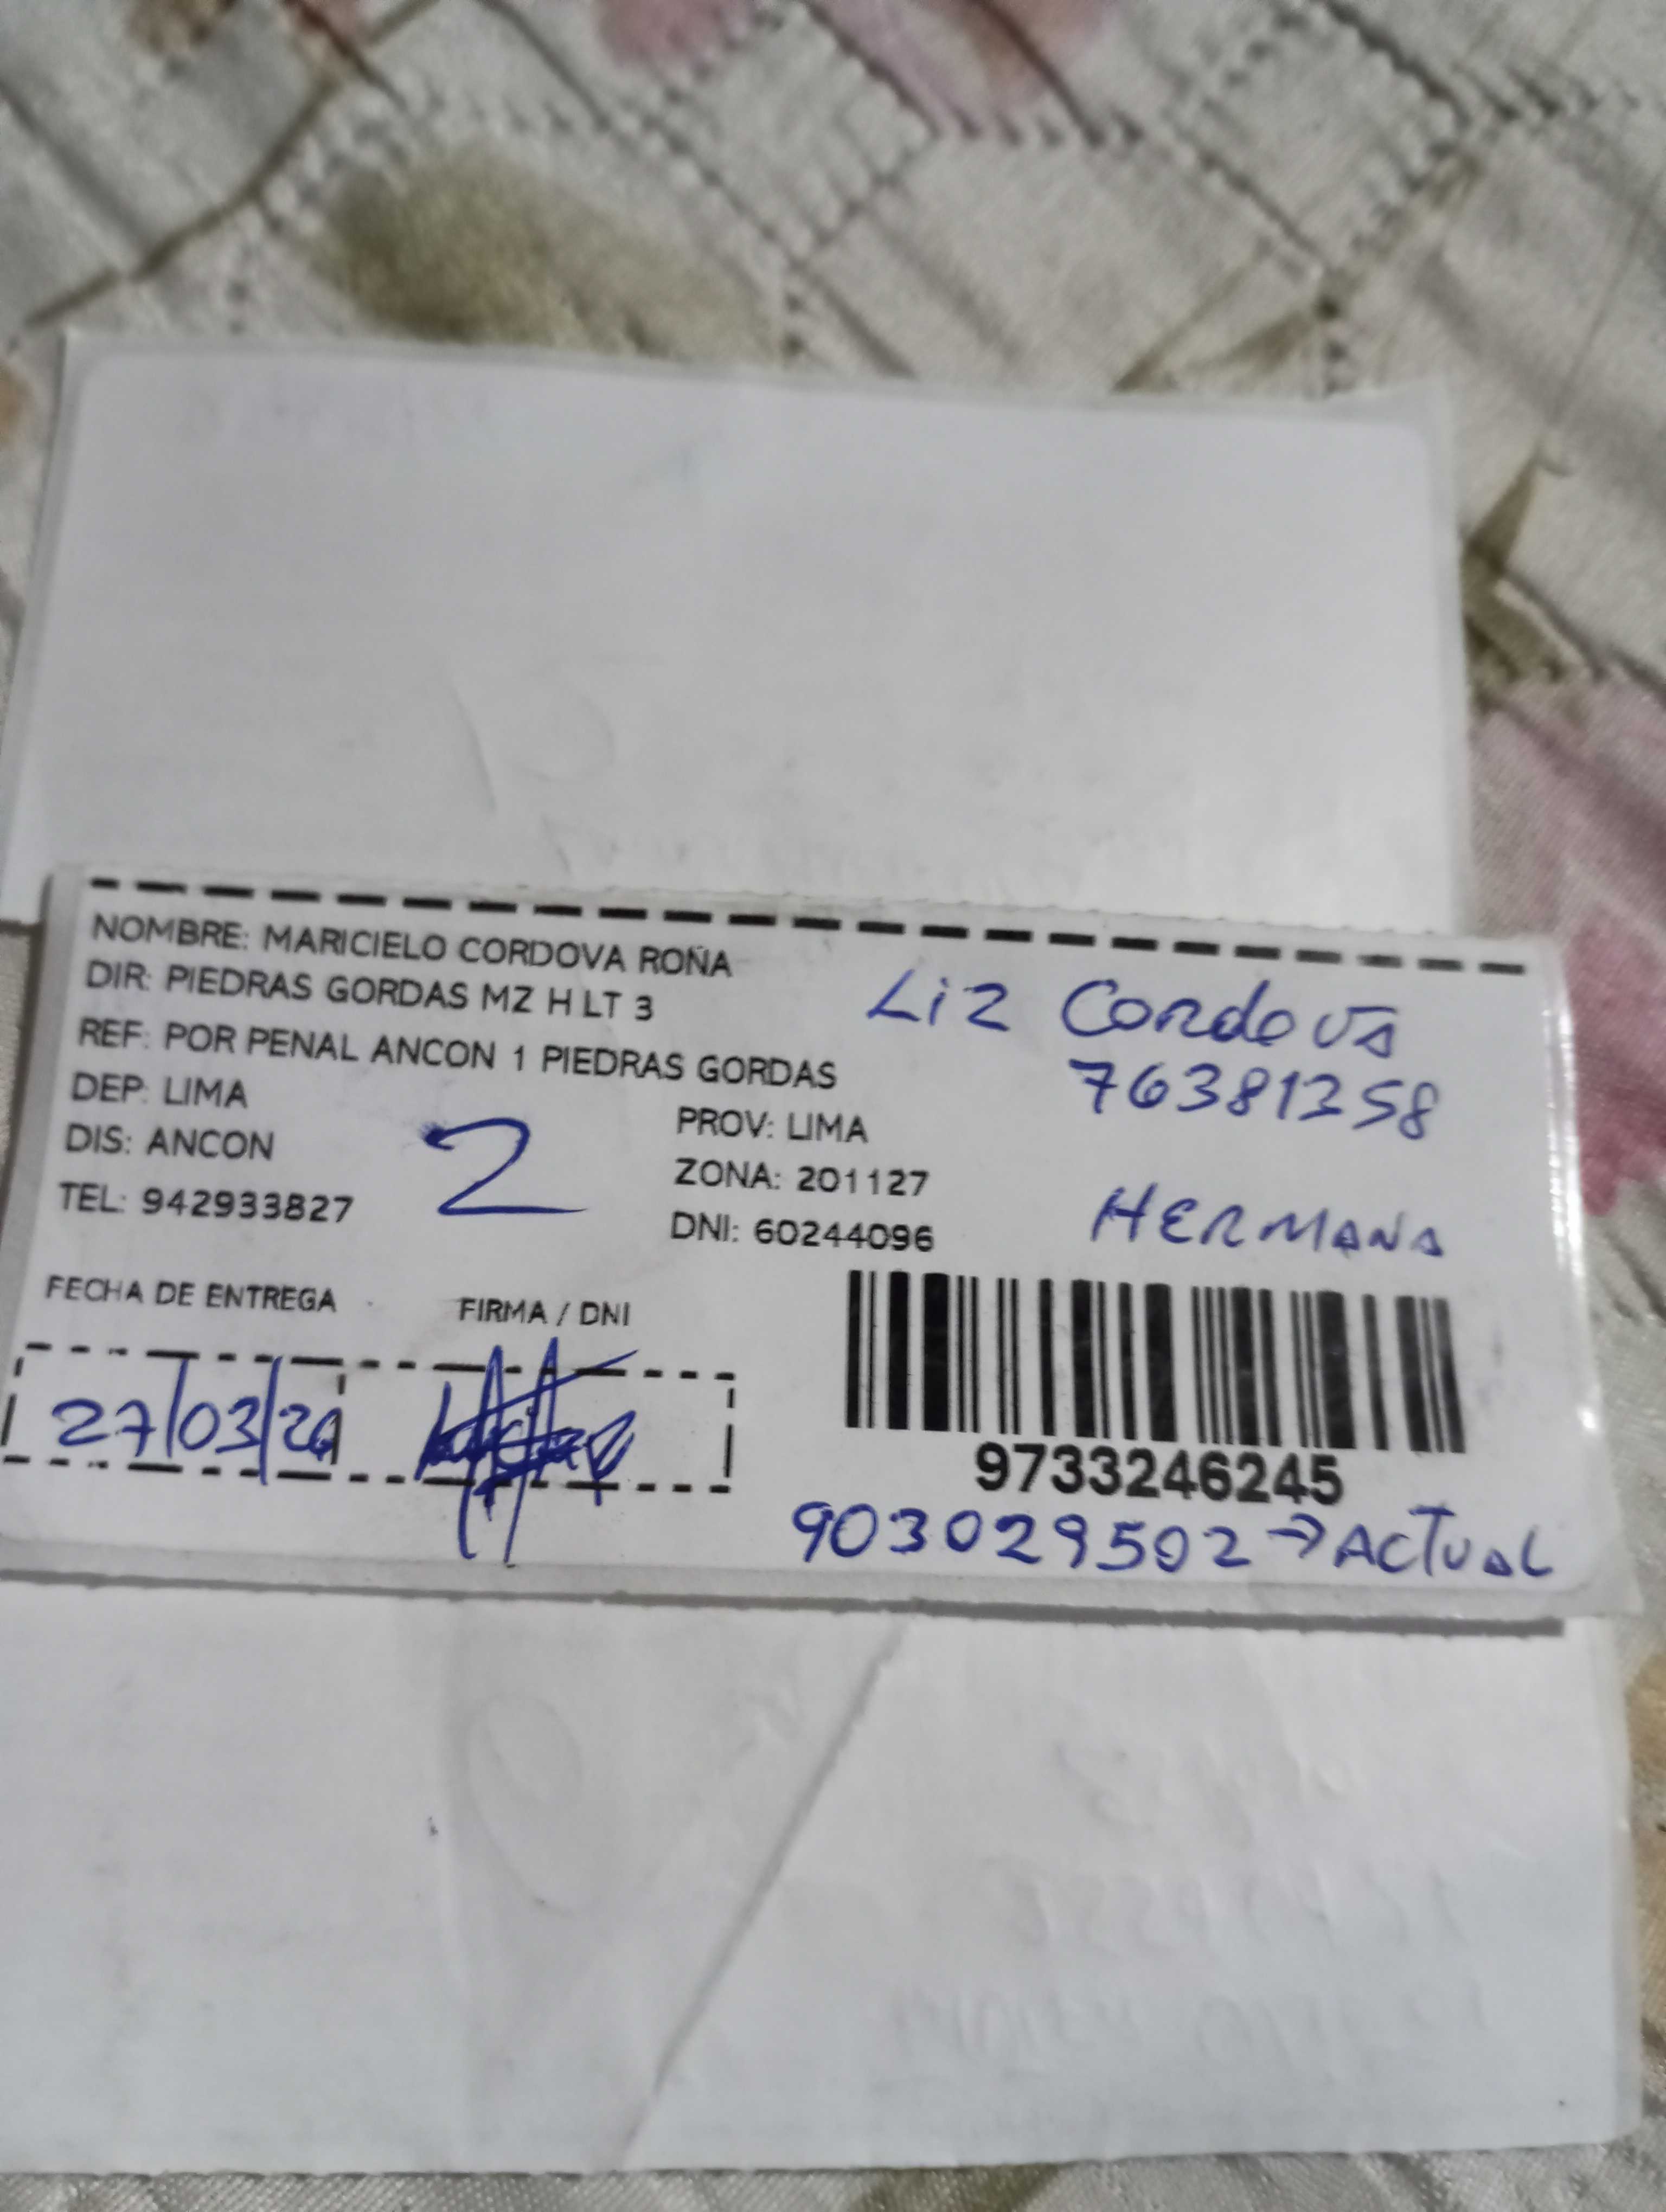 NOMBRE: MARICIELO CORDOVA ROÑA
DIR: PIEDRAS GORDAS MZ H LT 3
REF: POR PENAL ANCON 1 PIEDRAS GORDAS
DEP: LIMA
PROV: LIMA
DIS: ANCON
ZONA: 201127
TEL: 942933827
DNI: 60244096
2
Liz Cordova
76381358
HERMANA
FECHA DE ENTREGA
FIRMA / DNI
27/03/26
9733246245
903029502 → ACTUAL